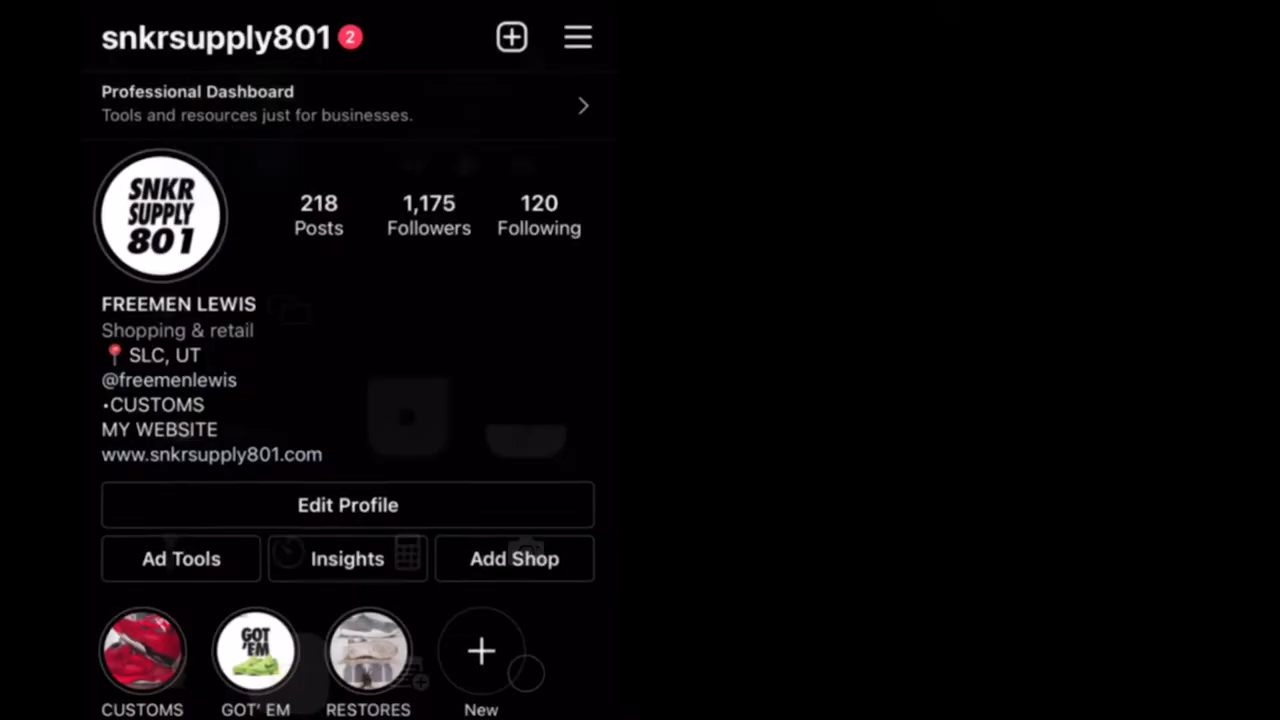 snkrsupply801 2
Professional Dashboard
Tools and resources just for businesses.
SNKR
SUPPLY
801
218 1,175 120
Posts Followers Following
FREEMEN LEWIS
Shopping & retail
📍 SLC, UT
@freemenlewis
•CUSTOMS
MY WEBSITE
www.snkrsupply801.com
Edit Profile
Ad Tools Insights Add Shop
GOT
'EM
CUSTOMS GOT' EM RESTORES New